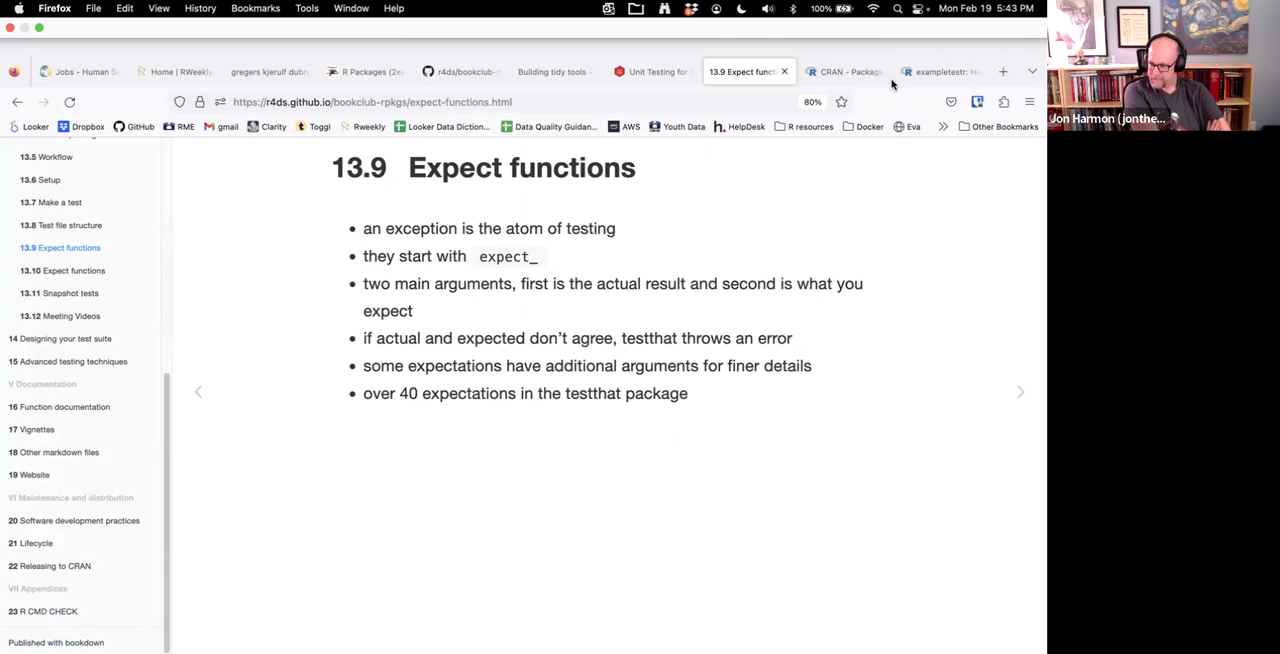 Firefox File Edit View History Bookmarks Tools Window Help 100% Mon Feb 19 5:43 PM
Jobs - Human S Home | RWeekly gregers kjerulf dubro R Packages (2e) r4ds/bookclub-r Building tidy tools - Unit Testing for 13.9 Expect funct CRAN - Package exampletestr: He
https://r4ds.github.io/bookclub-rpkgs/expect-functions.html 80%
Looker Dropbox GitHub RME gmail Clarity Toggl Rweekly Looker Data Diction... Data Quality Guidan... AWS Youth Data HelpDesk R resources Docker Eva Other Bookmarks
Jon Harmon (jonthe...
13.5 Workflow
13.6 Setup
13.7 Make a test
13.8 Test file structure
13.9 Expect functions
13.10 Expect functions
13.11 Snapshot tests
13.12 Meeting Videos
14 Designing your test suite
15 Advanced testing techniques
V Documentation
16 Function documentation
17 Vignettes
18 Other markdown files
19 Website
VI Maintenance and distribution
20 Software development practices
21 Lifecycle
22 Releasing to CRAN
VII Appendices
23 R CMD CHECK
Published with bookdown
13.9 Expect functions
an exception is the atom of testing
they start with expect_
two main arguments, first is the actual result and second is what you
expect
if actual and expected don't agree, testthat throws an error
some expectations have additional arguments for finer details
over 40 expectations in the testthat package